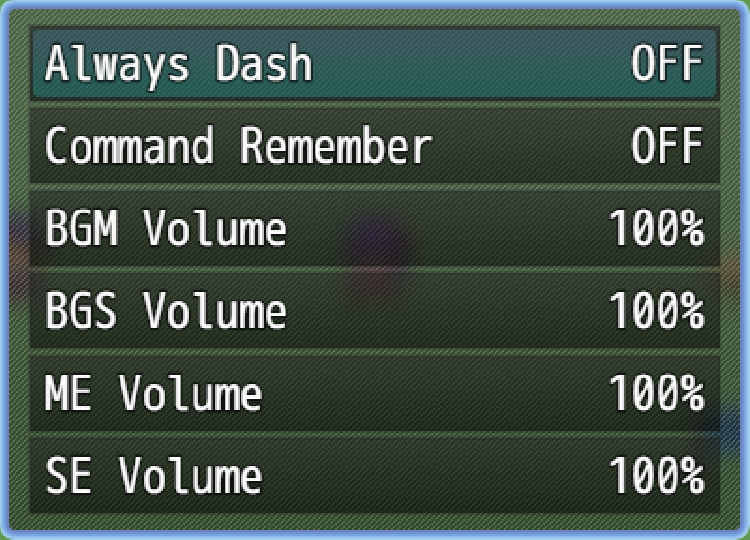 Always Dash OFF
Command Remember OFF
BGM Volume 100%
BGS Volume 100%
ME Volume 100%
SE Volume 100%